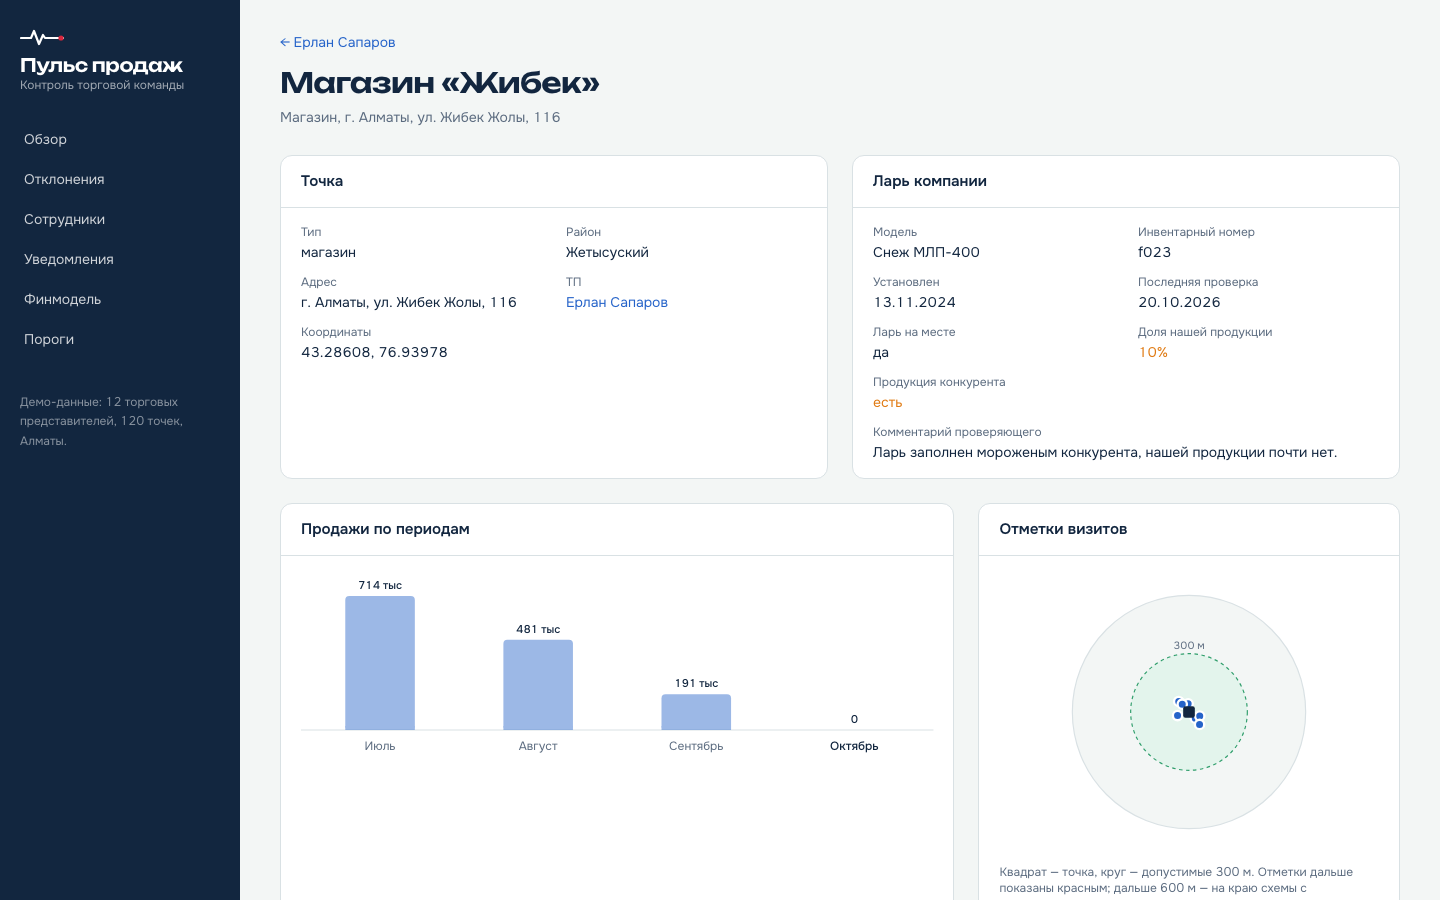 Пульс продаж
Контроль торговой команды
Обзор
Отклонения
Сотрудники
Уведомления
Финмодель
Пороги
Демо-данные: 12 торговых
представителей, 120 точек,
Алматы.
← Ерлан Сапаров
Магазин «Жибек»
Магазин, г. Алматы, ул. Жибек Жолы, 116
Точка
Тип
магазин
Район
Жетысуский
Адрес
г. Алматы, ул. Жибек Жолы, 116
ТП
Ерлан Сапаров
Координаты
43.28608, 76.93978
Ларь компании
Модель
Снеж МЛП-400
Инвентарный номер
f023
Установлен
13.11.2024
Последняя проверка
20.10.2026
Ларь на месте
да
Доля нашей продукции
10%
Продукция конкурента
есть
Комментарий проверяющего
Ларь заполнен мороженым конкурента, нашей продукции почти нет.
Продажи по периодам
714 тыс
481 тыс
191 тыс
0
Июль
Август
Сентябрь
Октябрь
Отметки визитов
300 м
Квадрат — точка, круг — допустимые 300 м. Отметки дальше
показаны красным; дальше 600 м — на краю схемы с